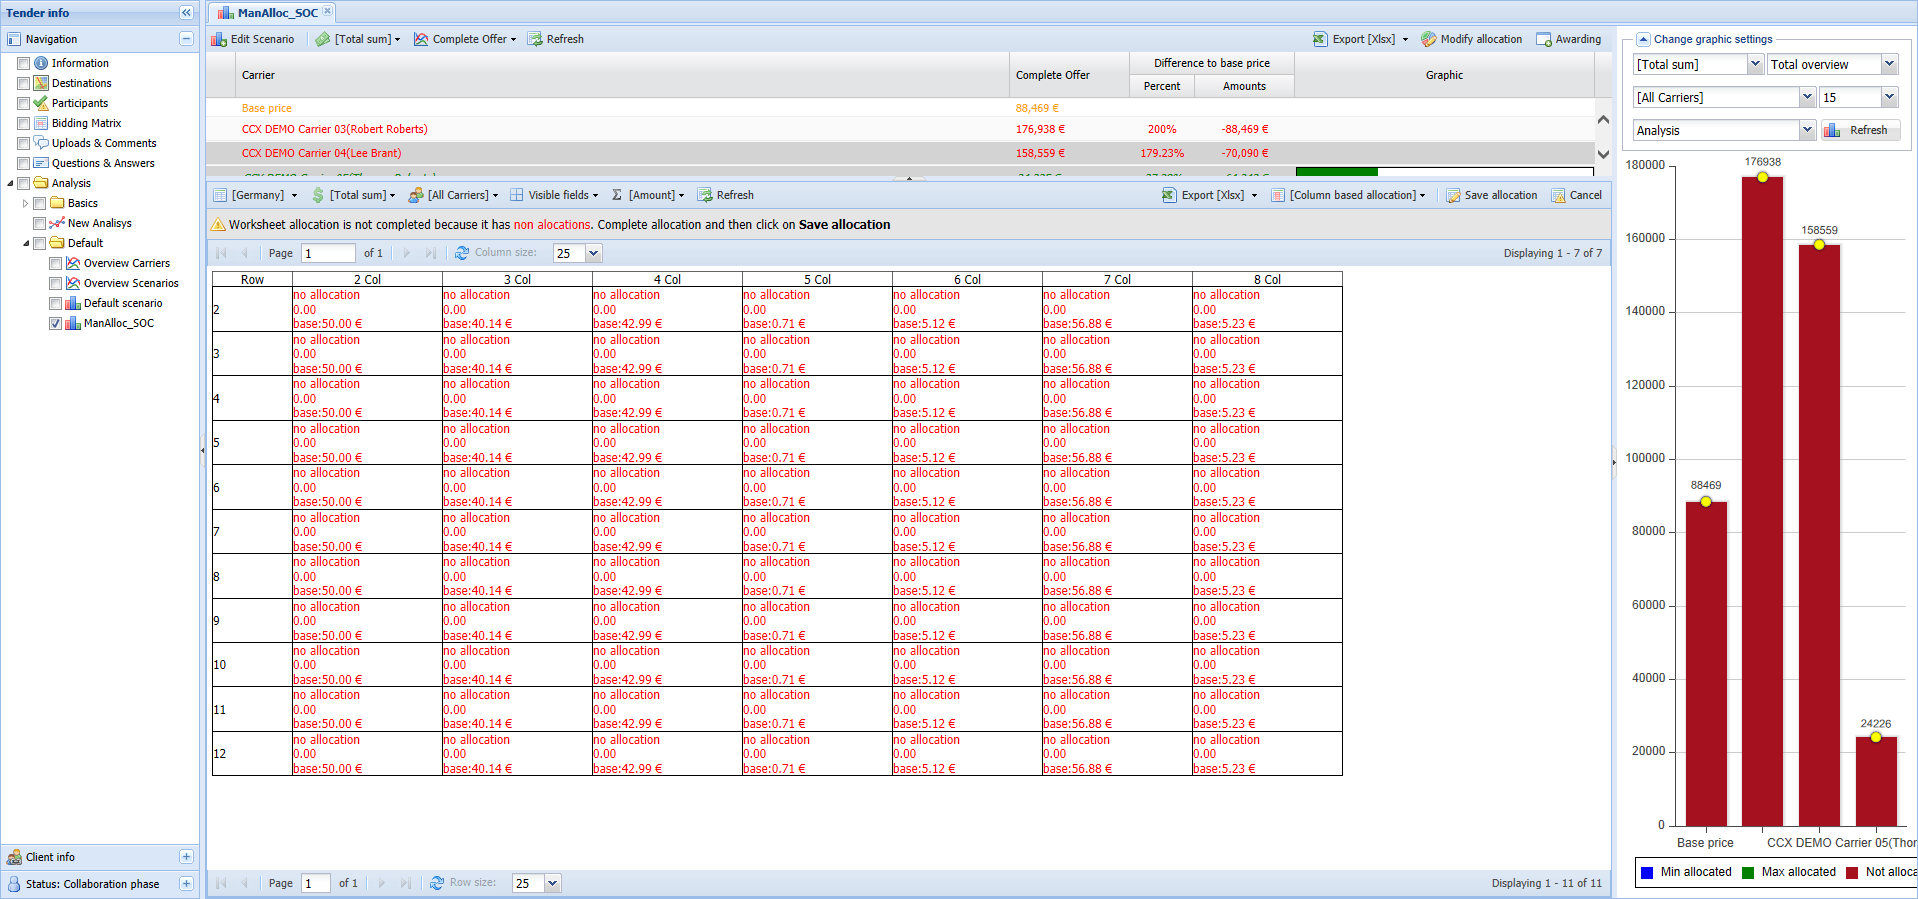 Tender info
Navigation
Information
Destinations
Participants
Bidding Matrix
Uploads & Comments
Questions & Answers
Analysis
Basics
New Analisys
Default
Overview Carriers
Overview Scenarios
Default scenario
ManAlloc_SOC
Client info
Status: Collaboration phase
ManAlloc_SOC
Edit Scenario [Total sum] Complete Offer Refresh Export [Xlsx] Modify allocation Awarding
Carrier Complete Offer Difference to base price Graphic
Percent Amounts
Base price 88,469 €
CCX DEMO Carrier 03(Robert Roberts) 176,938 € 200% -88,469 €
CCX DEMO Carrier 04(Lee Brant) 158,559 € 179.23% -70,090 €
[Germany] [Total sum] [All Carriers] Visible fields Σ [Amount] Refresh Export [Xlsx] [Column based allocation] Save allocation Cancel
Worksheet allocation is not completed because it has non alocations. Complete allocation and then click on Save allocation
Page 1 of 1 Column size: 25 Displaying 1 - 7 of 7
Row 2 Col 3 Col 4 Col 5 Col 6 Col 7 Col 8 Col
no allocation no allocation no allocation no allocation no allocation no allocation no allocation
2 0.00 0.00 0.00 0.00 0.00 0.00 0.00
base:50.00 € base:40.14 € base:42.99 € base:0.71 € base:5.12 € base:56.88 € base:5.23 €
no allocation no allocation no allocation no allocation no allocation no allocation no allocation
3 0.00 0.00 0.00 0.00 0.00 0.00 0.00
base:50.00 € base:40.14 € base:42.99 € base:0.71 € base:5.12 € base:56.88 € base:5.23 €
no allocation no allocation no allocation no allocation no allocation no allocation no allocation
4 0.00 0.00 0.00 0.00 0.00 0.00 0.00
base:50.00 € base:40.14 € base:42.99 € base:0.71 € base:5.12 € base:56.88 € base:5.23 €
no allocation no allocation no allocation no allocation no allocation no allocation no allocation
5 0.00 0.00 0.00 0.00 0.00 0.00 0.00
base:50.00 € base:40.14 € base:42.99 € base:0.71 € base:5.12 € base:56.88 € base:5.23 €
no allocation no allocation no allocation no allocation no allocation no allocation no allocation
6 0.00 0.00 0.00 0.00 0.00 0.00 0.00
base:50.00 € base:40.14 € base:42.99 € base:0.71 € base:5.12 € base:56.88 € base:5.23 €
no allocation no allocation no allocation no allocation no allocation no allocation no allocation
7 0.00 0.00 0.00 0.00 0.00 0.00 0.00
base:50.00 € base:40.14 € base:42.99 € base:0.71 € base:5.12 € base:56.88 € base:5.23 €
no allocation no allocation no allocation no allocation no allocation no allocation no allocation
8 0.00 0.00 0.00 0.00 0.00 0.00 0.00
base:50.00 € base:40.14 € base:42.99 € base:0.71 € base:5.12 € base:56.88 € base:5.23 €
no allocation no allocation no allocation no allocation no allocation no allocation no allocation
9 0.00 0.00 0.00 0.00 0.00 0.00 0.00
base:50.00 € base:40.14 € base:42.99 € base:0.71 € base:5.12 € base:56.88 € base:5.23 €
no allocation no allocation no allocation no allocation no allocation no allocation no allocation
10 0.00 0.00 0.00 0.00 0.00 0.00 0.00
base:50.00 € base:40.14 € base:42.99 € base:0.71 € base:5.12 € base:56.88 € base:5.23 €
no allocation no allocation no allocation no allocation no allocation no allocation no allocation
11 0.00 0.00 0.00 0.00 0.00 0.00 0.00
base:50.00 € base:40.14 € base:42.99 € base:0.71 € base:5.12 € base:56.88 € base:5.23 €
no allocation no allocation no allocation no allocation no allocation no allocation no allocation
12 0.00 0.00 0.00 0.00 0.00 0.00 0.00
base:50.00 € base:40.14 € base:42.99 € base:0.71 € base:5.12 € base:56.88 € base:5.23 €
Page 1 of 1 Row size: 25 Displaying 1 - 11 of 11
Change graphic settings
[Total sum] Total overview
[All Carriers] 15
Analysis Refresh
180000
160000
140000
120000
100000
80000
60000
40000
20000
0
88469
176938
158559
24226
Base price CCX DEMO Carrier 05(Thor
Min allocated Max allocated Not alloca